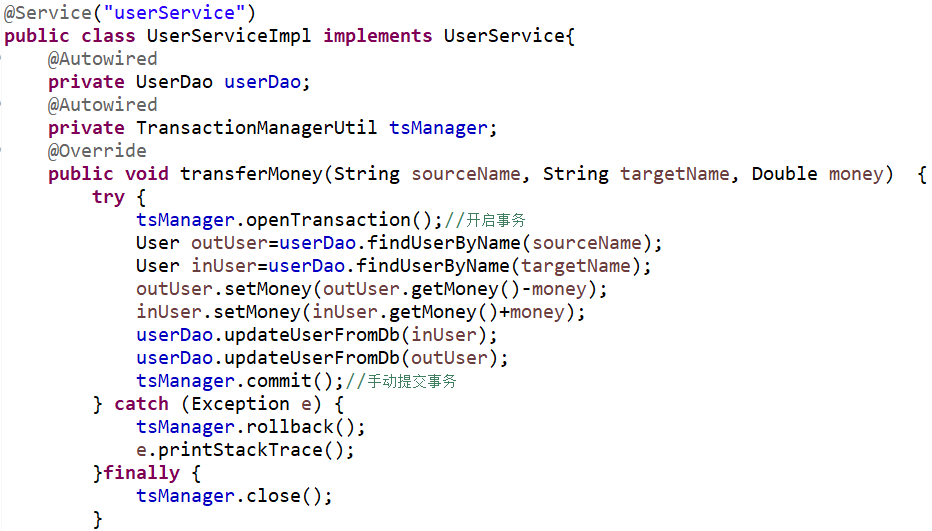 @Service("userService")
public class UserServiceImpl implements UserService{
@Autowired
private UserDao userDao;
@Autowired
private TransactionManagerUtil tsManager;
@Override
public void transferMoney(String sourceName, String targetName, Double money)  {
try {
tsManager.openTransaction();//开启事务
User outUser=userDao.findUserByName(sourceName);
User inUser=userDao.findUserByName(targetName);
outUser.setMoney(outUser.getMoney()-money);
inUser.setMoney(inUser.getMoney()+money);
userDao.updateUserFromDb(inUser);
userDao.updateUserFromDb(outUser);
tsManager.commit();//手动提交事务
} catch (Exception e) {
tsManager.rollback();
e.printStackTrace();
}finally {
tsManager.close();
}